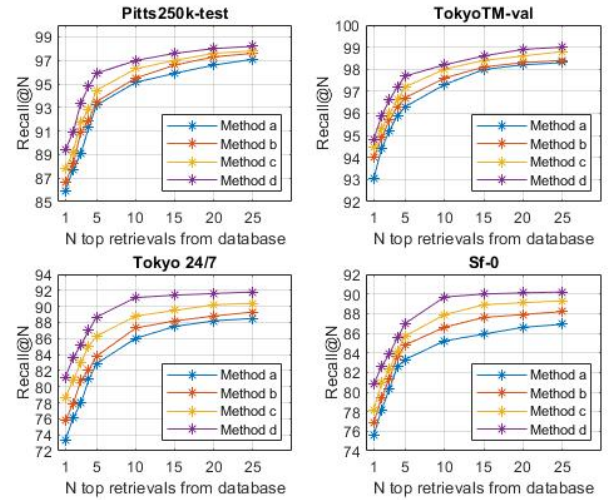 Pitts250k-test
99
97
95
93
91
89
87
85
Recall@N
Method a
Method b
Method c
Method d
1 5 10 15 20 25
N top retrievals from database
TokyoTM-val
100
99
98
97
96
95
94
93
92
Recall@N
Method a
Method b
Method c
Method d
1 5 10 15 20 25
N top retrievals from database
Tokyo 24/7
94
92
90
88
86
84
82
80
78
76
74
72
Recall@N
Method a
Method b
Method c
Method d
1 5 10 15 20 25
N top retrievals from database
Sf-0
92
90
88
86
84
82
80
78
76
74
Recall@N
Method a
Method b
Method c
Method d
1 5 10 15 20 25
N top retrievals from database